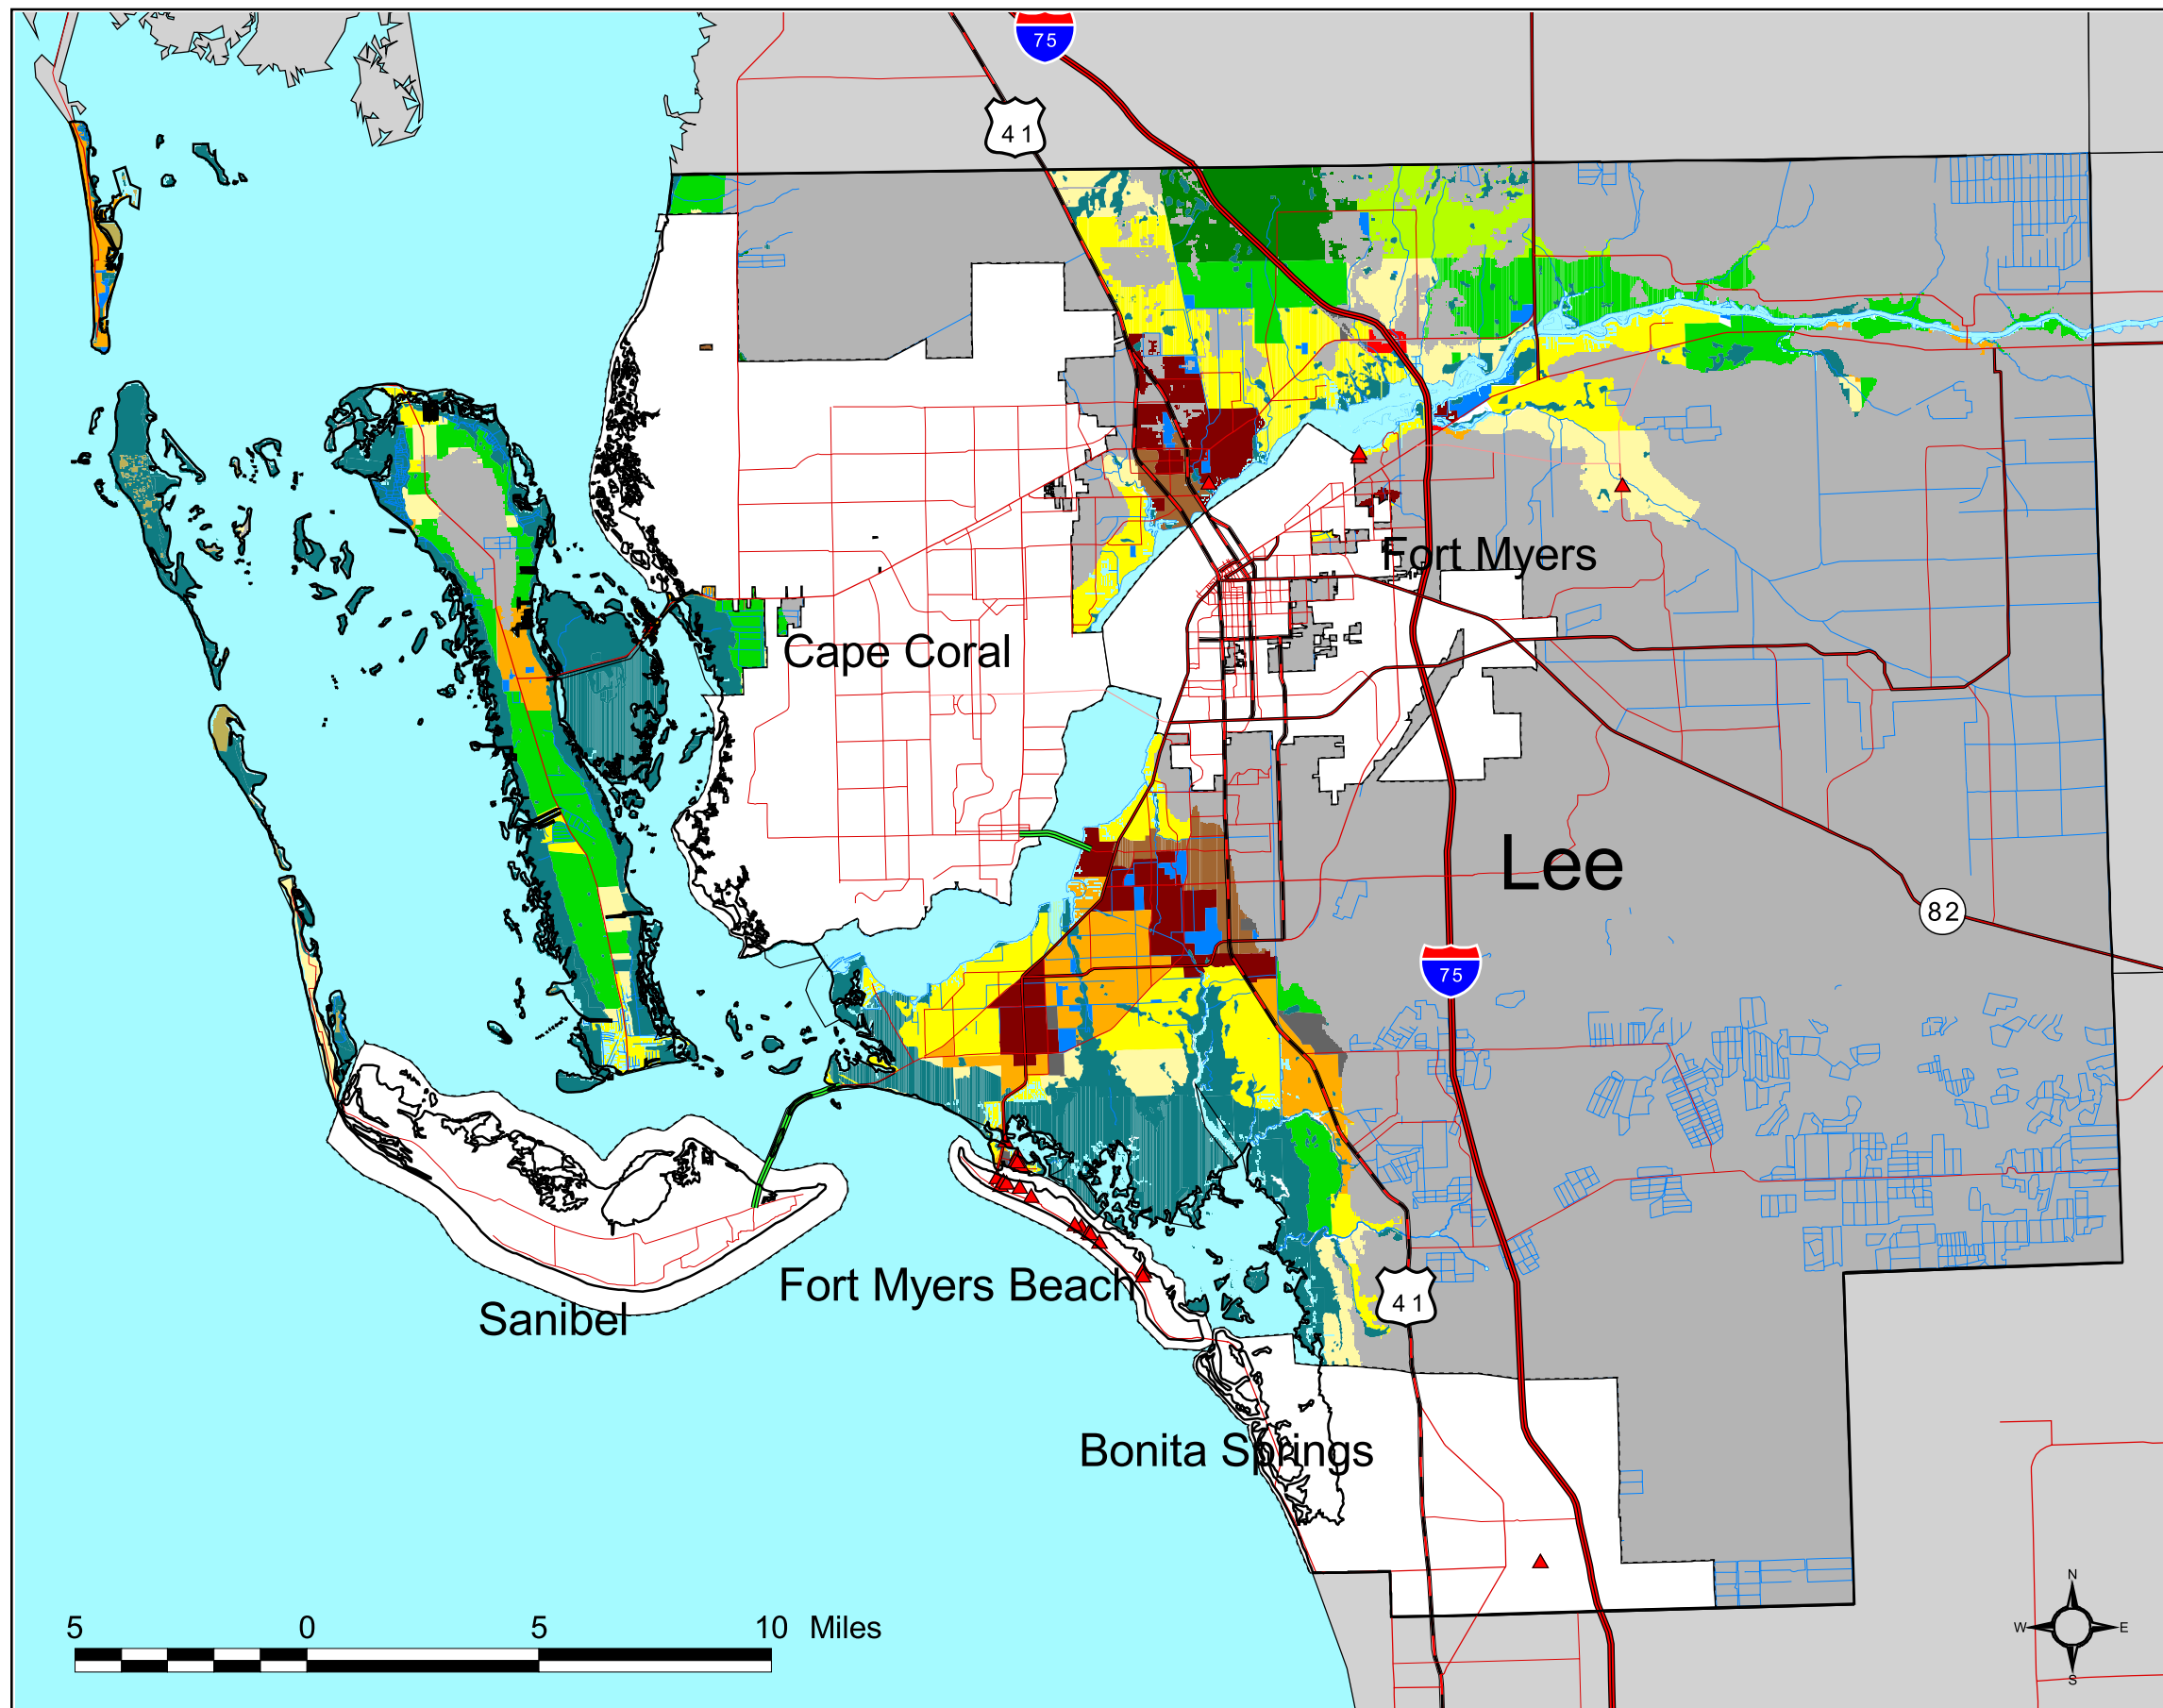 75
41
Fort Myers
Cape Coral
Lee
82
75
Fort Myers Beach
41
Sanibel
Bonita Springs
N
W
E
S
5 0 5 10 Miles